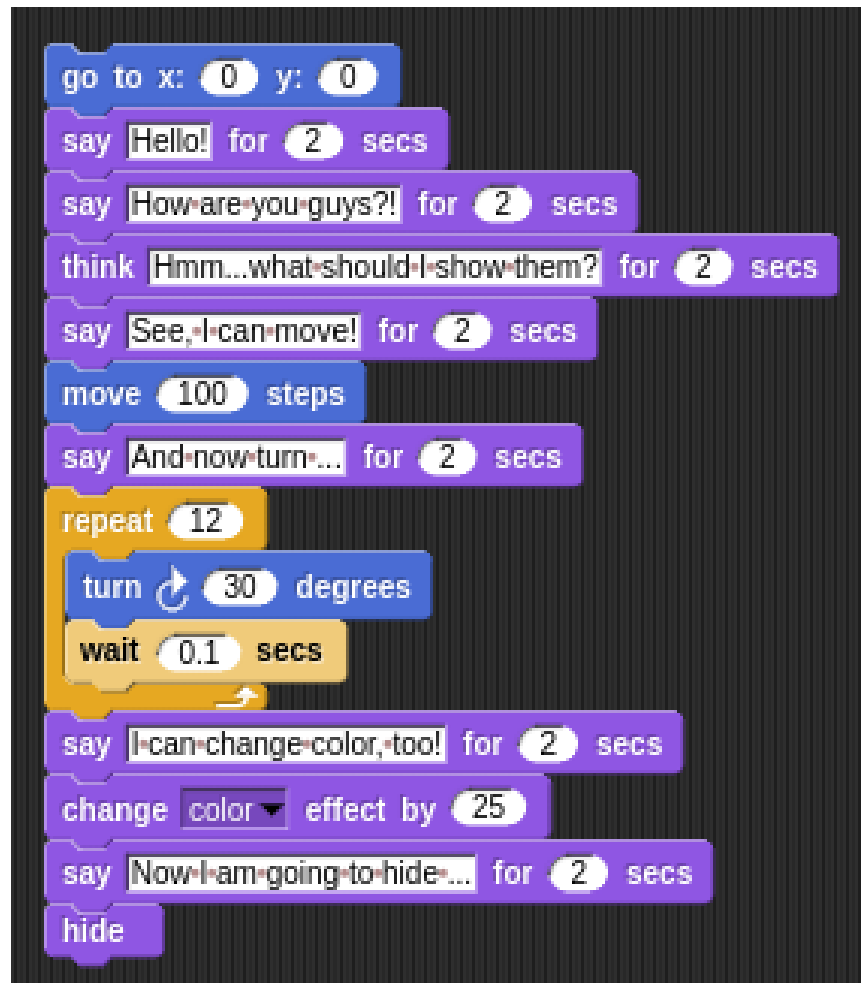 go to x: 0 y: 0
say Hello! for 2 secs
say How are you guys?! for 2 secs
think Hmm...what should I show them? for 2 secs
say See, I can move! for 2 secs
move 100 steps
say And now turn ... for 2 secs
repeat 12
turn 30 degrees
wait 0.1 secs
say I can change color, too! for 2 secs
change color effect by 25
say Now I am going to hide ... for 2 secs
hide